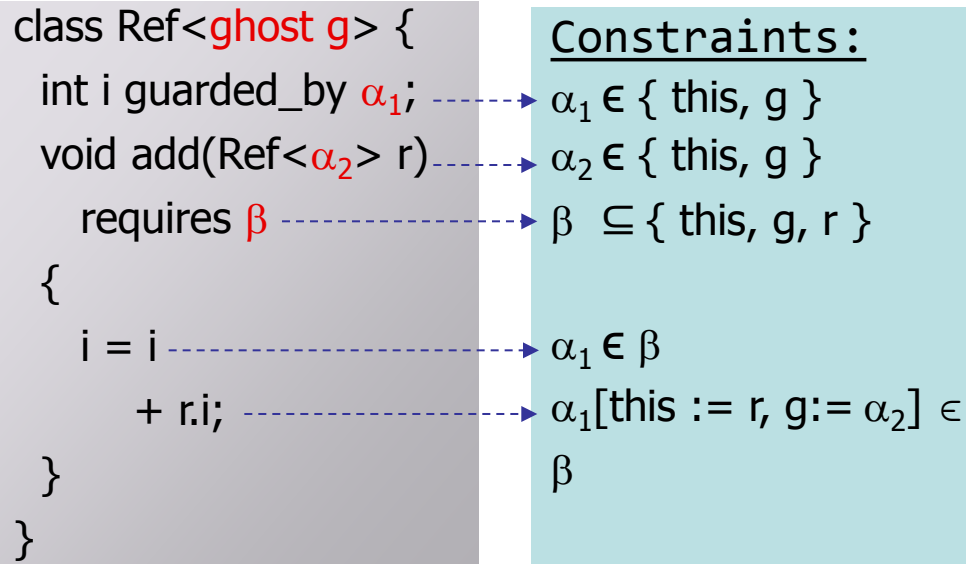 class Ref<ghost g> {
int i guarded_by α₁;
void add(Ref<α₂> r)
requires β
{
i = i
+ r.i;
}
}
Constraints:
α₁ ∈ { this, g }
α₂ ∈ { this, g }
β ⊆ { this, g, r }
α₁ ∈ β
α₁[this := r, g:= α₂] ∈
β